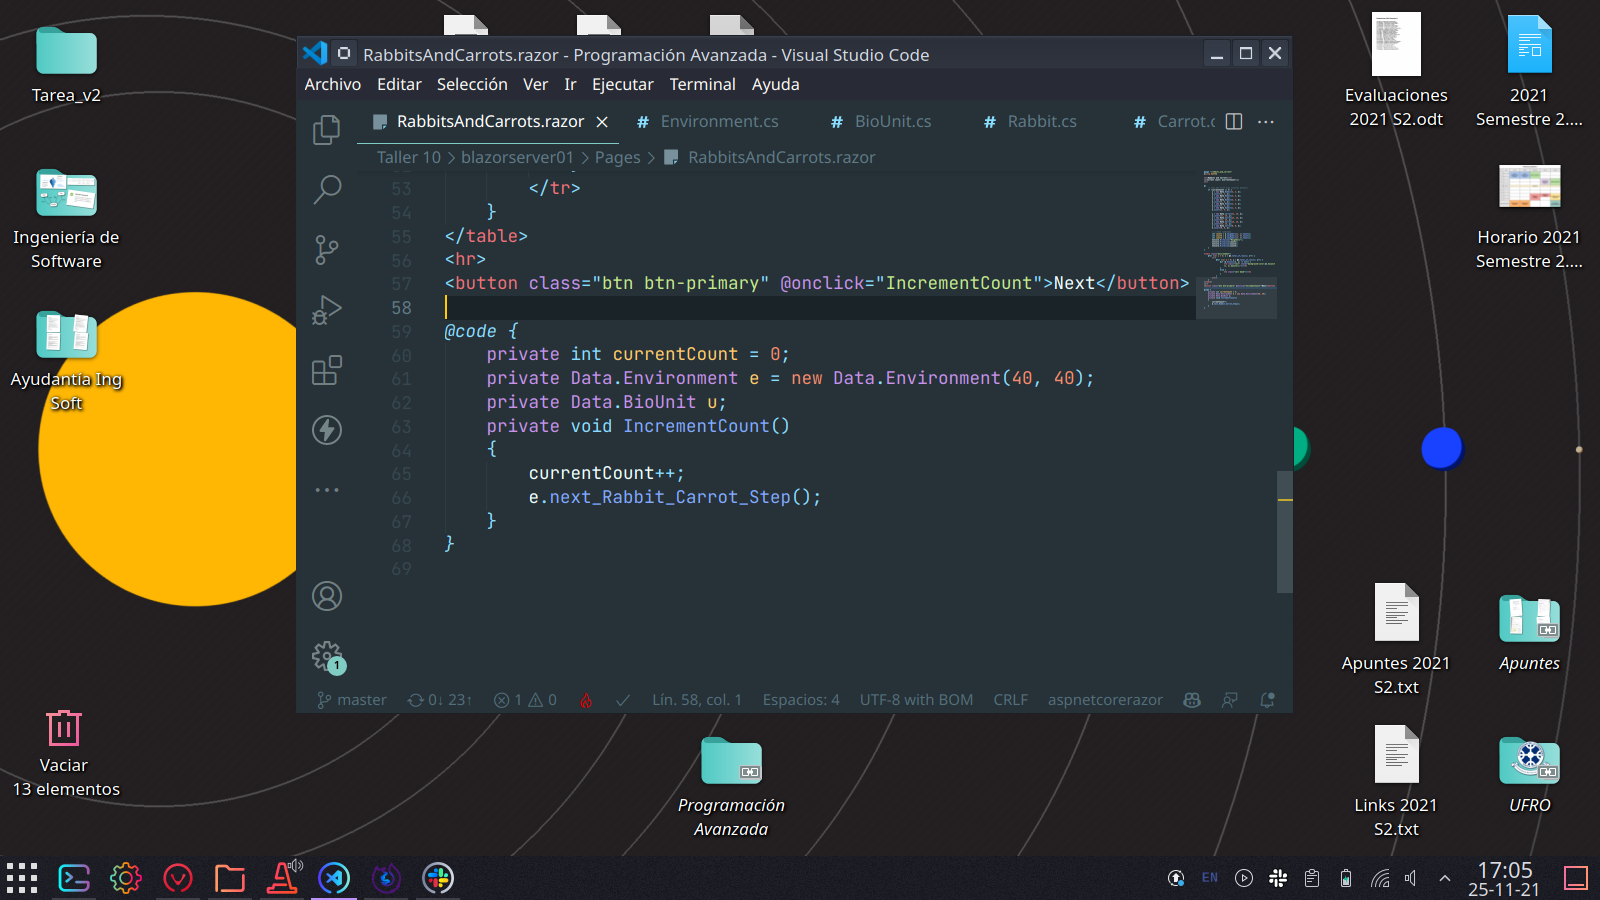 Tarea_v2
Ingeniería de
Software
Ayudantía Ing
Soft
Vaciar
13 elementos
RabbitsAndCarrots.razor - Programación Avanzada - Visual Studio Code
Archivo Editar Selección Ver Ir Ejecutar Terminal Ayuda
RabbitsAndCarrots.razor # Environment.cs # BioUnit.cs # Rabbit.cs # Carrot.c
Taller 10 > blazorserver01 > Pages > RabbitsAndCarrots.razor
53 </tr>
54 }
55 </table>
56 <hr>
57 <button class="btn btn-primary" @onclick="IncrementCount">Next</button>
58
59 @code {
60 private int currentCount = 0;
61 private Data.Environment e = new Data.Environment(40, 40);
62 private Data.BioUnit u;
63 private void IncrementCount()
64 {
65 currentCount++;
66 e.next_Rabbit_Carrot_Step();
67 }
68 }
69
1
master 0↓ 23↑ 1 0 Lín. 58, col. 1 Espacios: 4 UTF-8 with BOM CRLF aspnetcorerazor
Evaluaciones
2021 S2.odt
2021
Semestre 2....
Horario 2021
Semestre 2....
Apuntes 2021
S2.txt
Apuntes
Links 2021
S2.txt
UFRO
Programación
Avanzada
EN
17:05
25-11-21